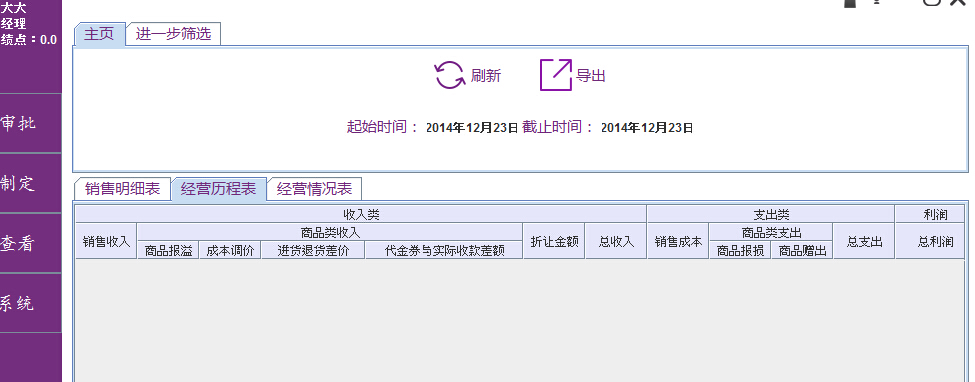 大大
经理
绩点：0.0
审批
制定
查看
系统
主页 进一步筛选
刷新 导出
起始时间： 2014年12月23日 截止时间： 2014年12月23日
销售明细表 经营历程表 经营情况表
收入类 支出类 利润
销售收入 商品类收入 折让金额 总收入 销售成本 商品类支出 总支出 总利润
商品报溢 成本调价 进货退货差价 代金券与实际收款差额 商品报损 商品赠出